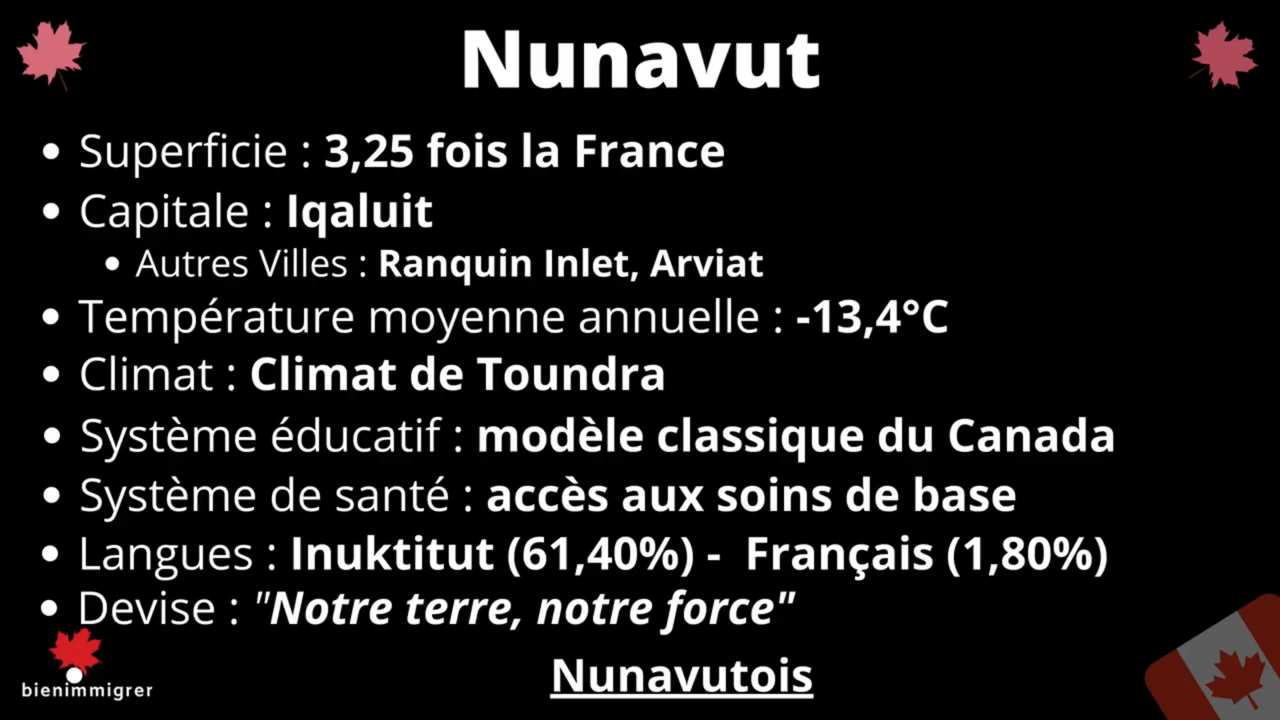 Nunavut
• Superficie : 3,25 fois la France
• Capitale : Iqaluit
• Autres Villes : Ranquin Inlet, Arviat
• Température moyenne annuelle : -13,4°C
• Climat : Climat de Toundra
• Système éducatif : modèle classique du Canada
• Système de santé : accès aux soins de base
• Langues : Inuktitut (61,40%) - Français (1,80%)
• Devise : "Notre terre, notre force"
Nunavutois
bienimmigrer